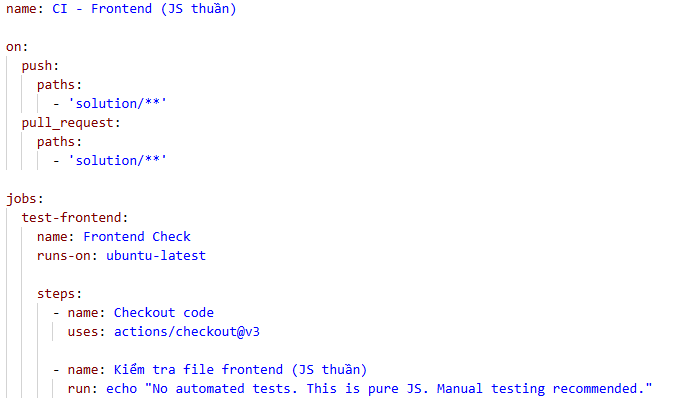 name: CI - Frontend (JS thuần)
on:
push:
paths:
- 'solution/**'
pull_request:
paths:
- 'solution/**'
jobs:
test-frontend:
name: Frontend Check
runs-on: ubuntu-latest
steps:
- name: Checkout code
uses: actions/checkout@v3
- name: Kiểm tra file frontend (JS thuần)
run: echo "No automated tests. This is pure JS. Manual testing recommended."